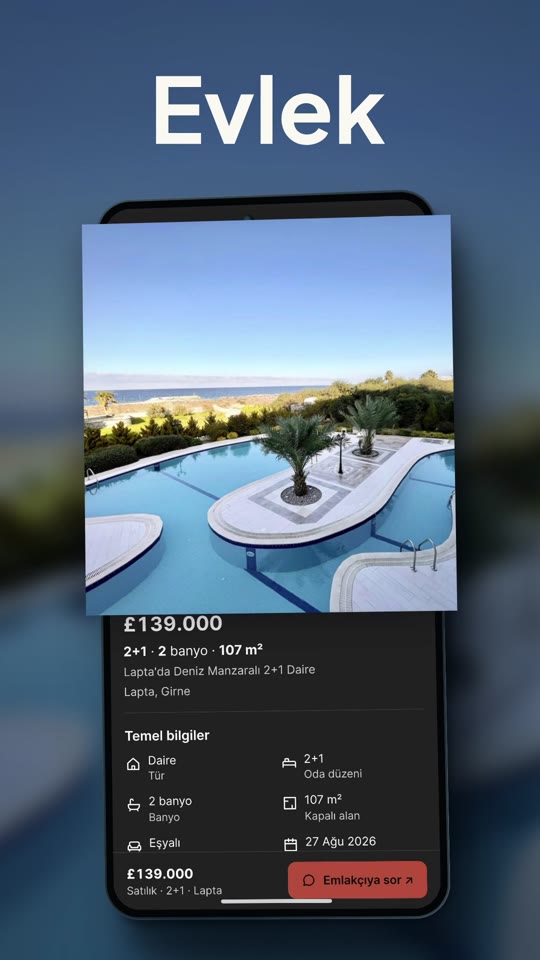 Evlek
£139.000
2+1 · 2 banyo · 107 m²
Lapta'da Deniz Manzaralı 2+1 Daire
Lapta, Girne
Temel bilgiler
Daire
Tür
2+1
Oda düzeni
2 banyo
Banyo
107 m²
Kapalı alan
Eşyalı
27 Ağu 2026
£139.000
Satılık · 2+1 · Lapta
Emlakçıya sor ↗